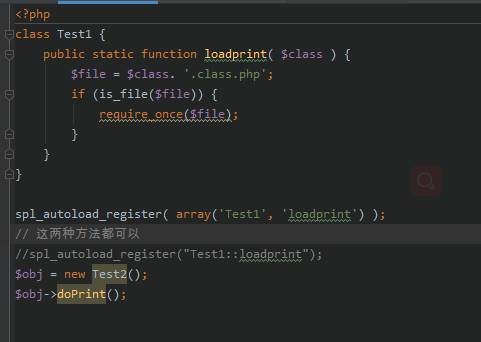 <?php
class Test1 {
    public static function loadprint( $class ) {
        $file = $class. '.class.php';
        if (is_file($file)) {
            require_once($file);
        }
    }
}

spl_autoload_register( array('Test1', 'loadprint') );
// 这两种方法都可以
//spl_autoload_register("Test1::loadprint");
$obj = new Test2();
$obj->doPrint();